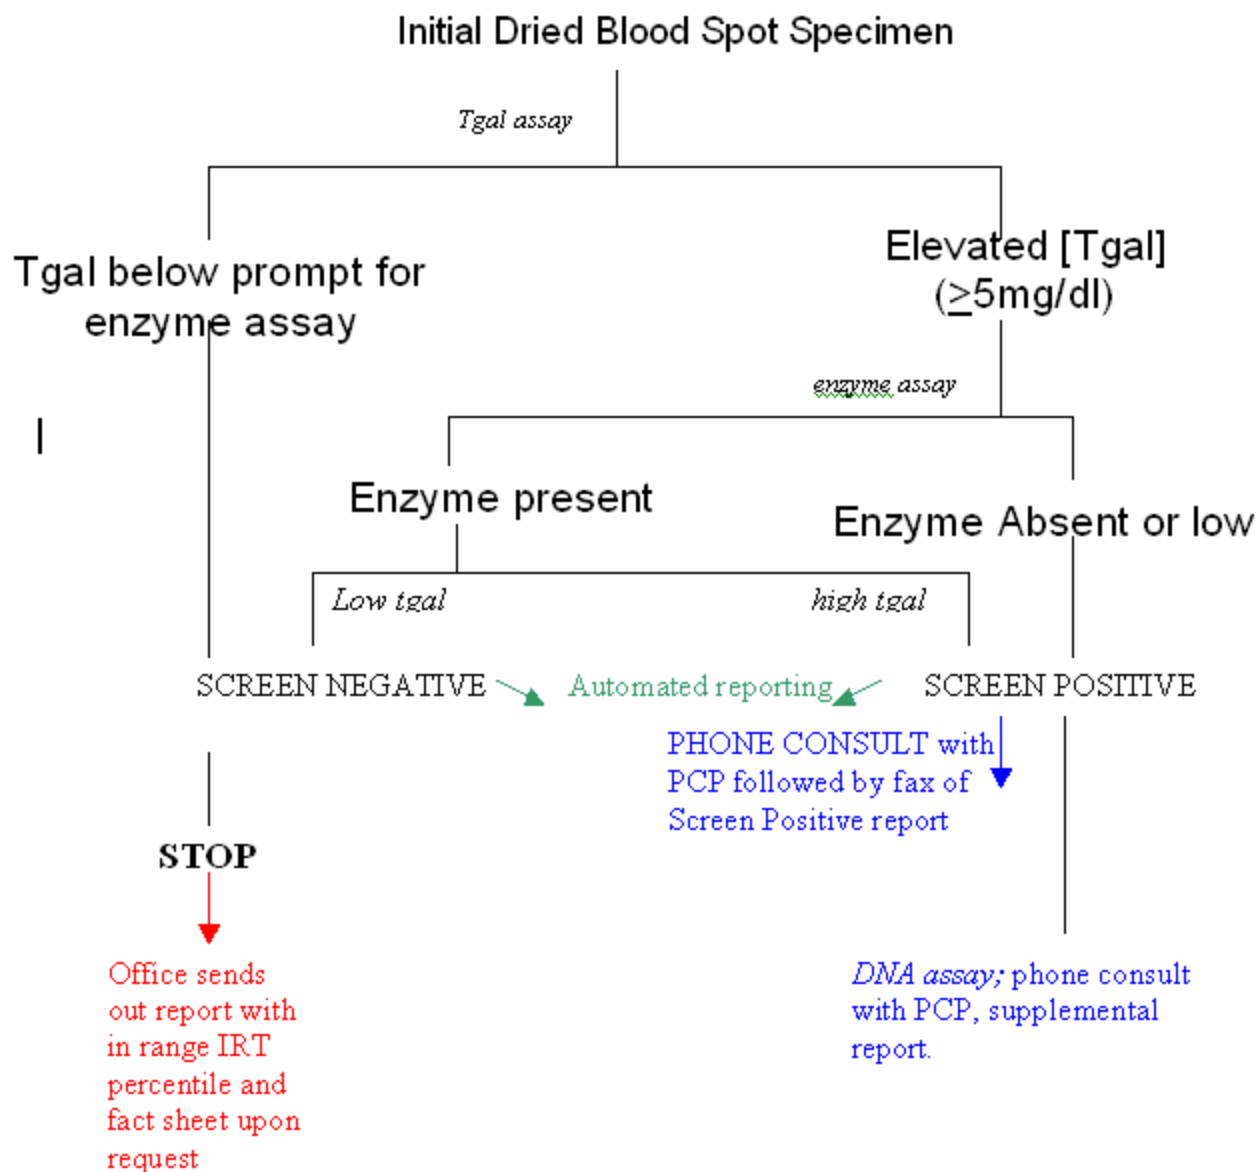 Initial Dried Blood Spot Specimen
Tgal assay
Tgal below prompt for
enzyme assay
Elevated [Tgal]
(≥5mg/dl)
enzyme assay
|
Enzyme present
Enzyme Absent or low
Low tgal
high tgal
SCREEN NEGATIVE
Automated reporting
SCREEN POSITIVE
PHONE CONSULT with
PCP followed by fax of
Screen Positive report
STOP
Office sends
out report with
in range IRT
percentile and
fact sheet upon
request
DNA assay; phone consult
with PCP, supplemental
report.